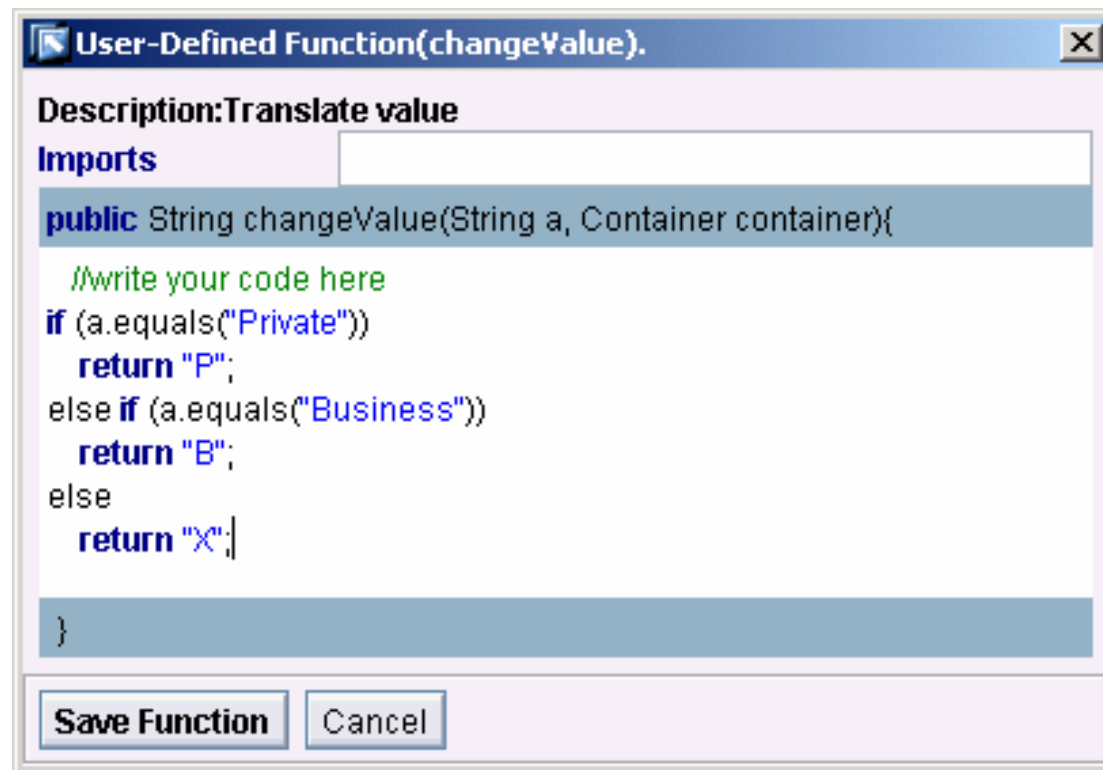 User-Defined Function(changeValue).
Description:Translate value
Imports
public String changeValue(String a, Container container){
//write your code here
if (a.equals("Private"))
return "P";
else if (a.equals("Business"))
return "B";
else
return "X";
}
Save Function Cancel